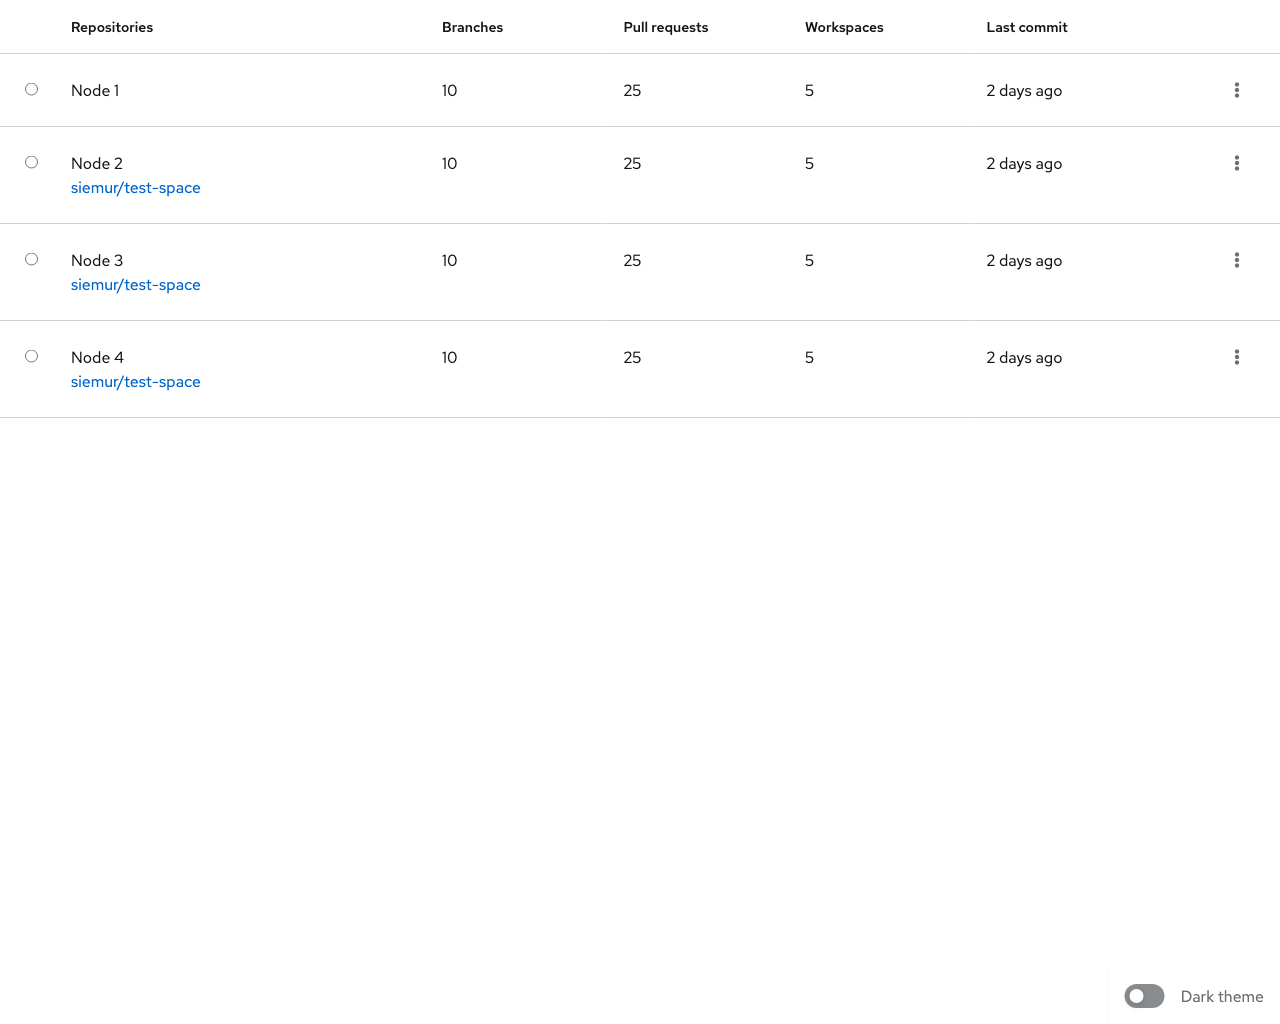 Repositories Branches Pull requests Workspaces Last commit
Node 1 10 25 5 2 days ago
Node 2 10 25 5 2 days ago
siemur/test-space
Node 3 10 25 5 2 days ago
siemur/test-space
Node 4 10 25 5 2 days ago
siemur/test-space
Dark theme